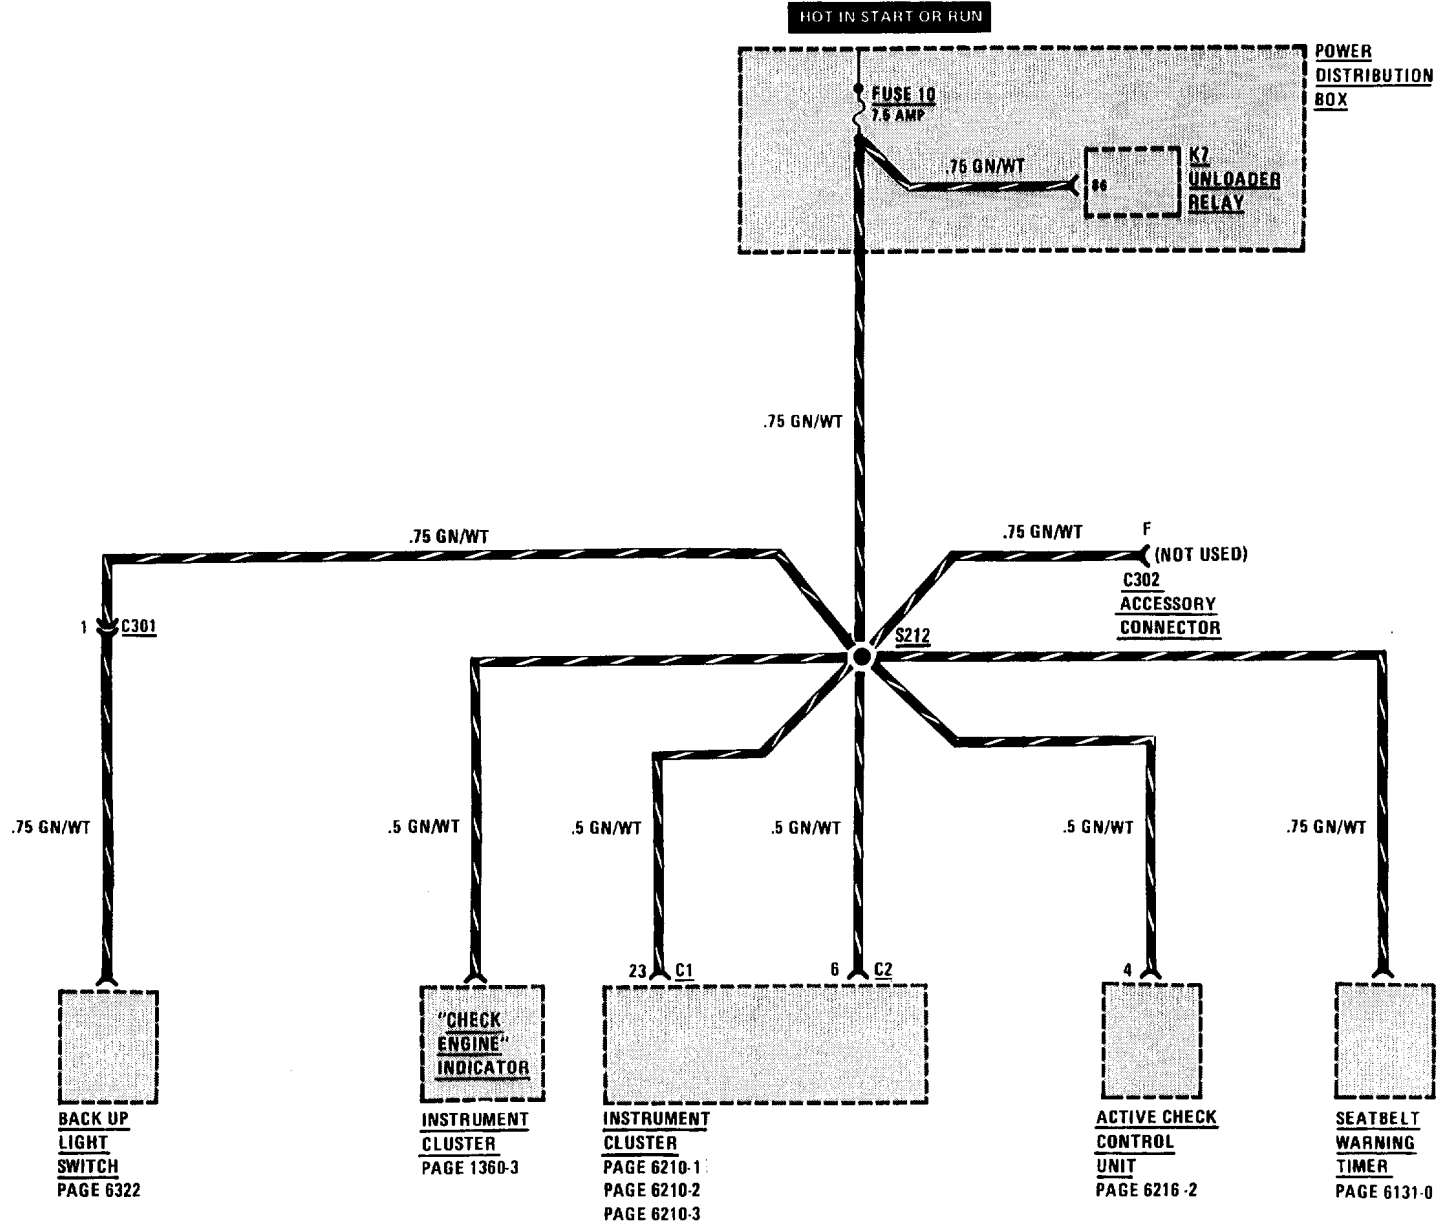 HOT IN START OR RUN
POWER
DISTRIBUTION
BOX
FUSE 10
7.5 AMP
.75 GN/WT
86
K7
UNLOADER
RELAY
.75 GN/WT
.75 GN/WT
.75 GN/WT
F
(NOT USED)
C302
ACCESSORY
CONNECTOR
1
C301
S212
.75 GN/WT
.5 GN/WT
.5 GN/WT
.5 GN/WT
.5 GN/WT
.75 GN/WT
23
C1
6
C2
4
"CHECK
ENGINE"
INDICATOR
BACK UP
LIGHT
SWITCH
PAGE 6322
INSTRUMENT
CLUSTER
PAGE 1360-3
INSTRUMENT
CLUSTER
PAGE 6210-1
PAGE 6210-2
PAGE 6210-3
ACTIVE CHECK
CONTROL
UNIT
PAGE 6216-2
SEATBELT
WARNING
TIMER
PAGE 6131-0